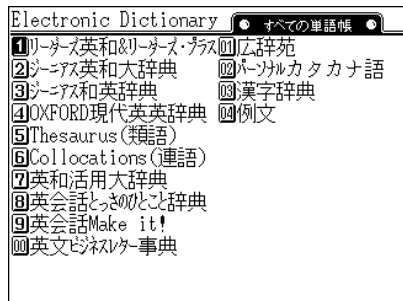 Electronic Dictionary
すべての単語帳
1リーダーズ英和&リーダーズ・プラス
2ジーニアス英和大辞典
3ジーニアス和英辞典
4OXFORD現代英英辞典
5Thesaurus(類語)
6Collocations(連語)
7英和活用大辞典
8英会話とっさのひとこと辞典
9英会話Make it!
00英文ビジネスレター事典
01広辞苑
02パーソナルカタカナ語
03漢字辞典
04例文